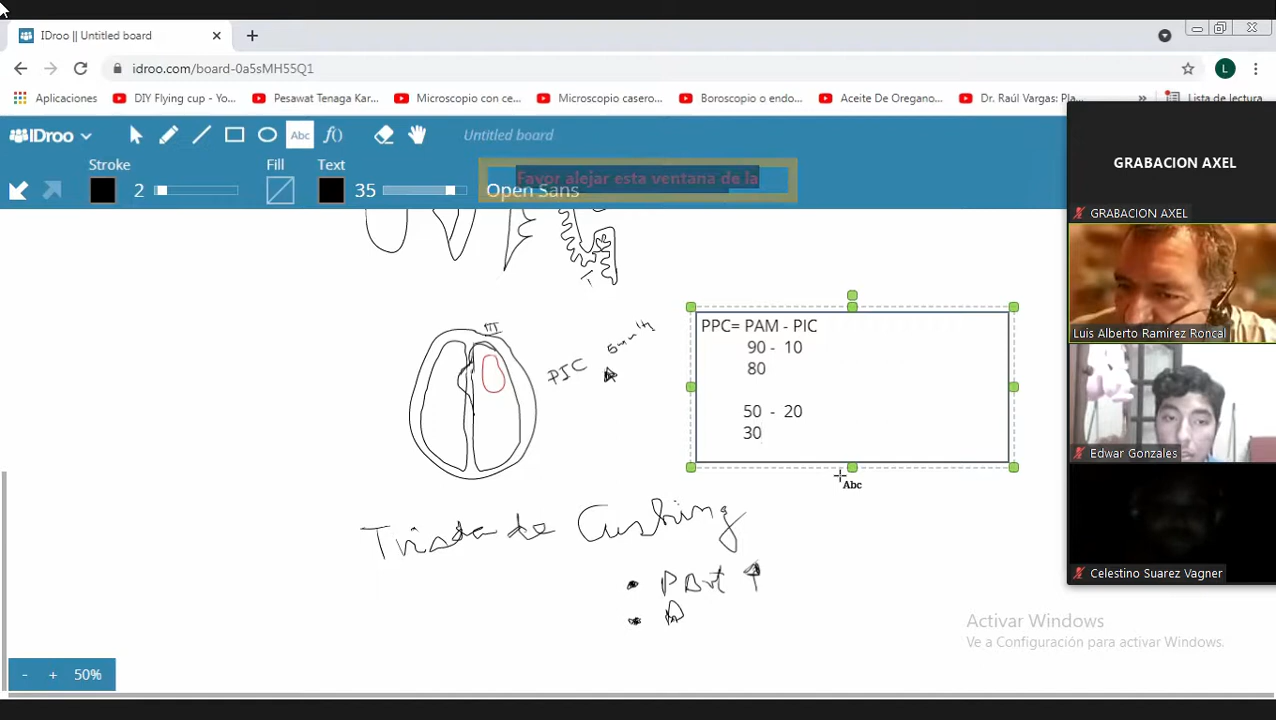 IDroo || Untitled board
idroo.com/board-0a5sMH55Q1
L
Aplicaciones
DIY Flying cup - Yo...
Pesawat Tenaga Kar...
Microscopio con ce...
Microscopio casero...
Boroscopio o endo...
Aceite De Oregano...
Dr. Raúl Vargas: Pla...
»
Lista de lectura
IDroo
Abc
f()
Untitled board
Stroke
2
Fill
Text
35
Open Sans
Favor alejar esta ventana de la
GRABACION AXEL
GRABACION AXEL
Luis Alberto Ramirez Roncal
Edwar Gonzales
Celestino Suarez Vagner
III
PIC
PPC= PAM - PIC
90 - 10
80
50 - 20
30
Abc
Triada de Cushing
• P Art ↑
•
Activar Windows
Ve a Configuración para activar Windows.
- + 50%